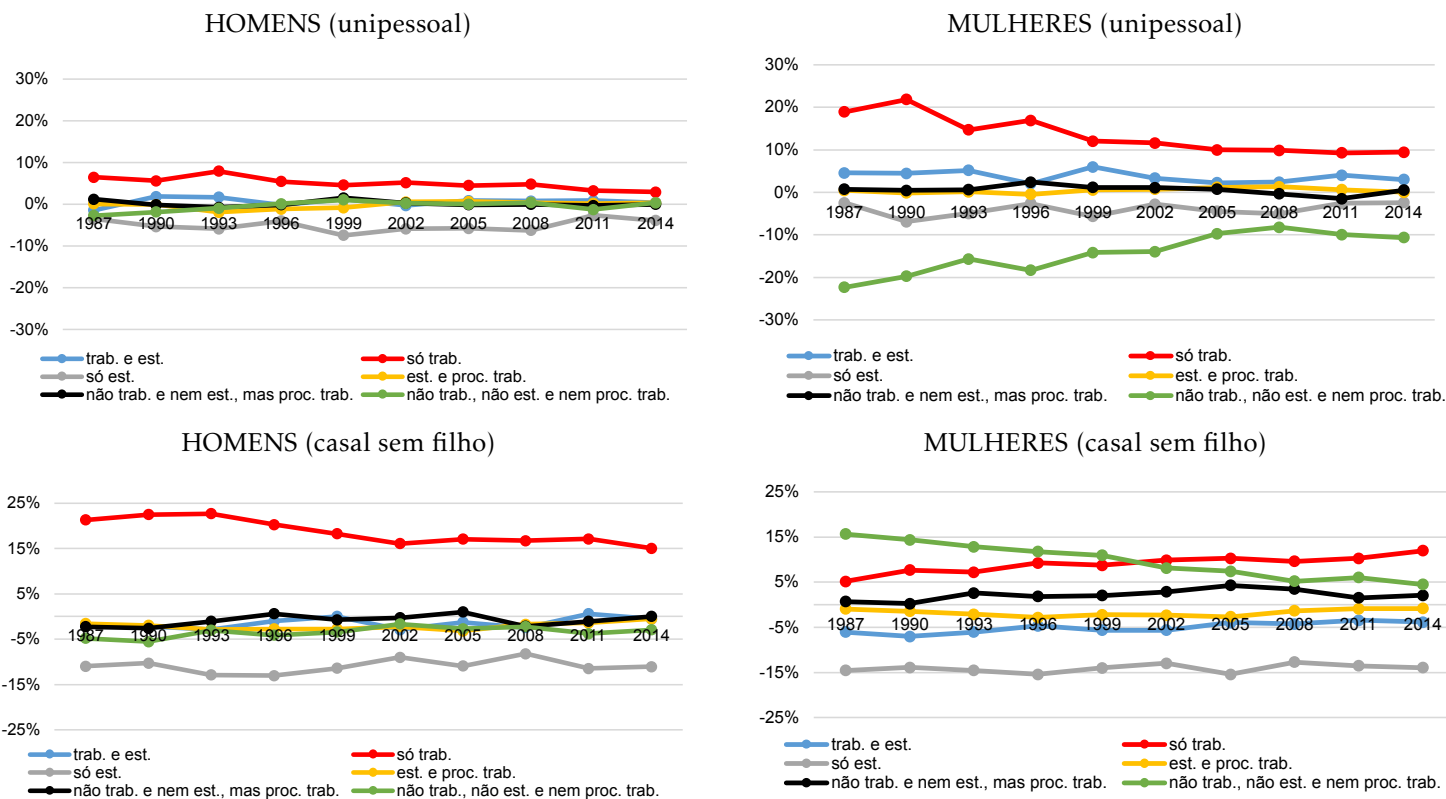 HOMENS (unipessoal)
30%
20%
10%
0%
-10%
-20%
-30%
1987 1990 1993 1996 1999 2002 2005 2008 2011 2014
trab. e est.
só trab.
só est.
est. e proc. trab.
não trab. e nem est., mas proc. trab.
não trab., não est. e nem proc. trab.
MULHERES (unipessoal)
30%
20%
10%
0%
-10%
-20%
-30%
1987 1990 1993 1996 1999 2002 2005 2008 2011 2014
trab. e est.
só trab.
só est.
est. e proc. trab.
não trab. e nem est., mas proc. trab.
não trab., não est. e nem proc. trab.
HOMENS (casal sem filho)
25%
15%
5%
-5%
-15%
-25%
1987 1990 1993 1996 1999 2002 2005 2008 2011 2014
trab. e est.
só trab.
só est.
est. e proc. trab.
não trab. e nem est., mas proc. trab.
não trab., não est. e nem proc. trab.
MULHERES (casal sem filho)
25%
15%
5%
-5%
-15%
-25%
1987 1990 1993 1996 1999 2002 2005 2008 2011 2014
trab. e est.
só trab.
só est.
est. e proc. trab.
não trab. e nem est., mas proc. trab.
não trab., não est. e nem proc. trab.